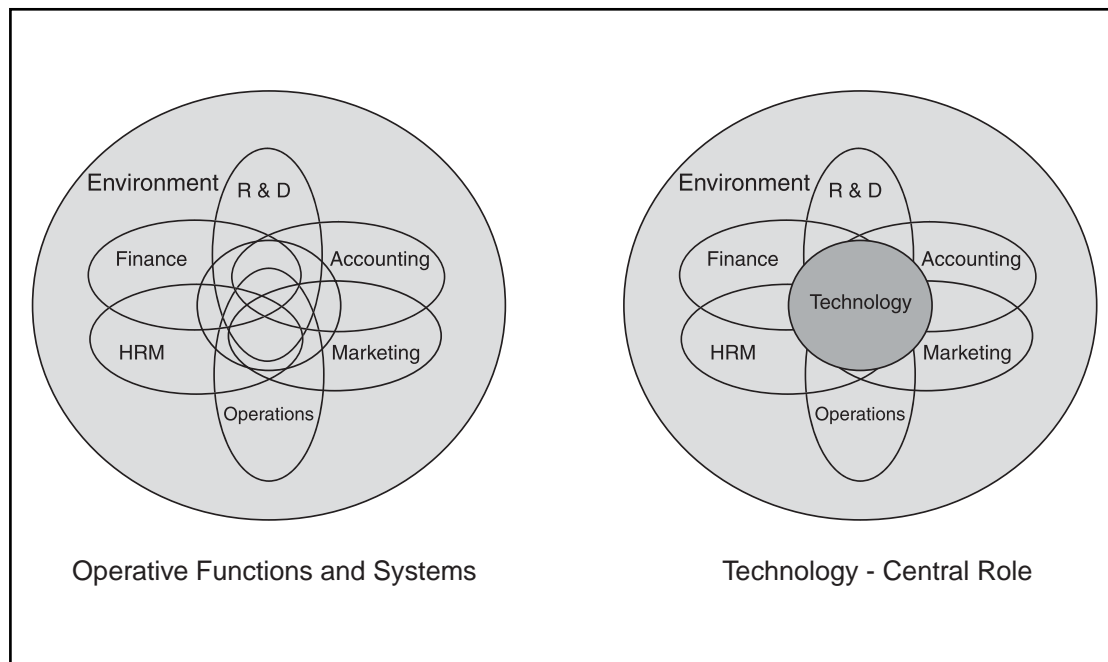 Environment
R & D
Finance
Accounting
HRM
Marketing
Operations
Operative Functions and Systems
Environment
R & D
Finance
Accounting
Technology
HRM
Marketing
Operations
Technology - Central Role